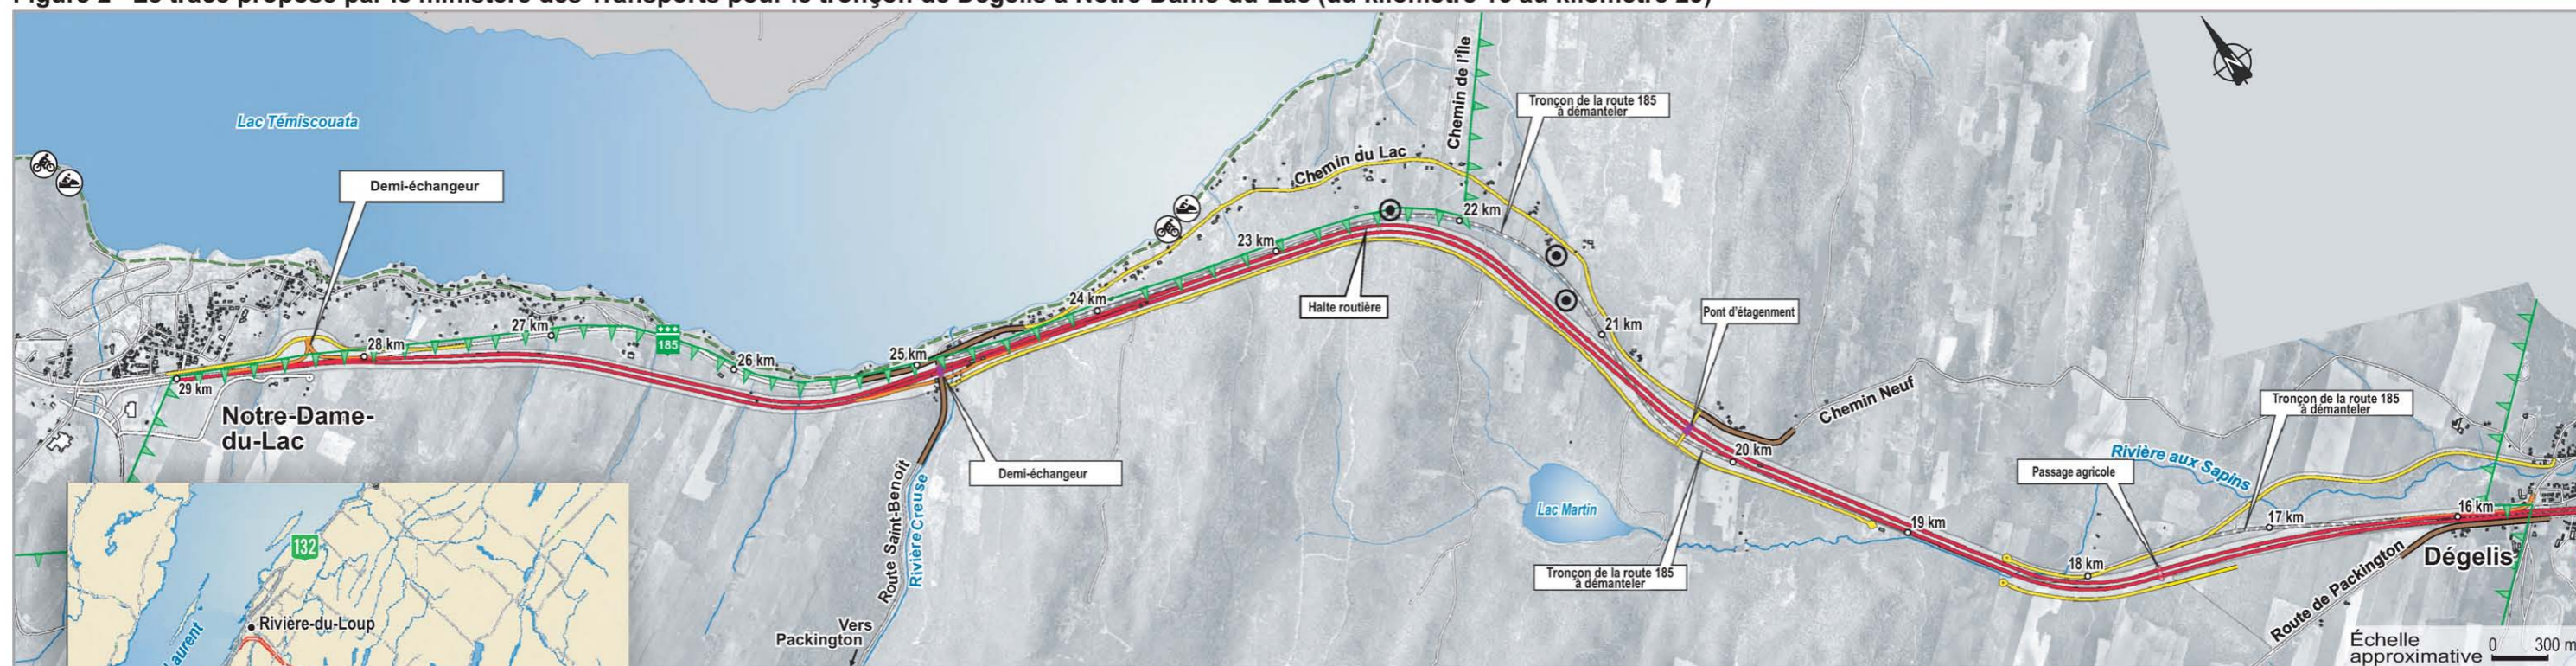 Lac Témiscouata
Demi-échangeur
Chemin de l'Île
Tronçon de la route 185
à démanteler
Chemin du Lac
22 km
23 km
Halte routière
24 km
21 km
Pont d'étagenment
27 km
185
28 km
26 km
25 km
29 km
Notre-Dame-
du-Lac
Chemin Neuf
20 km
Tronçon de la route 185
à démanteler
Rivière aux Sapins
Passage agricole
Demi-échangeur
Route Saint-Benoît
Rivière Creuse
Lac Martin
19 km
17 km
16 km
Dégelis
18 km
Tronçon de la route 185
à démanteler
Route de Packington
132
Rivière-du-Loup
Laurent
Vers
Packington
Échelle
approximative
0 300 m
N